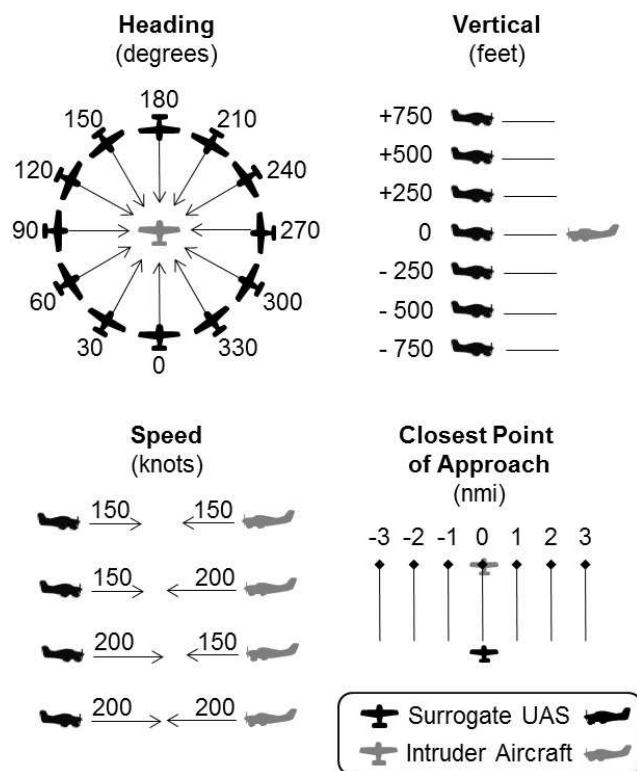 Heading
(degrees)
180
150
210
120
240
90
270
60
300
30
330
0
Vertical
(feet)
+750
+500
+250
0
- 250
- 500
- 750
Speed
(knots)
150 150
150 200
200 150
200 200
Closest Point
of Approach
(nmi)
-3 -2 -1 0 1 2 3
Surrogate UAS
Intruder Aircraft